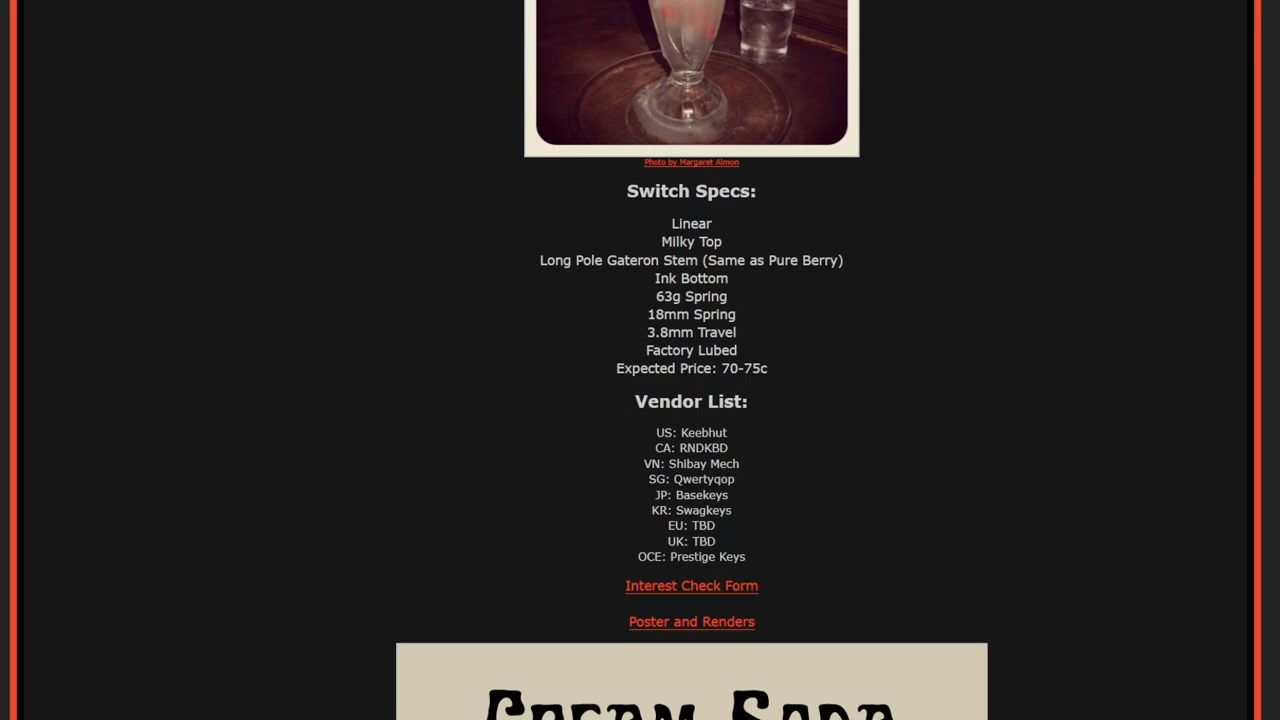 Photo by Margaret Almon
Switch Specs:
Linear
Milky Top
Long Pole Gateron Stem (Same as Pure Berry)
Ink Bottom
63g Spring
18mm Spring
3.8mm Travel
Factory Lubed
Expected Price: 70-75c
Vendor List:
US: Keebhut
CA: RNDKBD
VN: Shibay Mech
SG: Qwertyqop
JP: Basekeys
KR: Swagkeys
EU: TBD
UK: TBD
OCE: Prestige Keys
Interest Check Form
Poster and Renders
Cream Soda